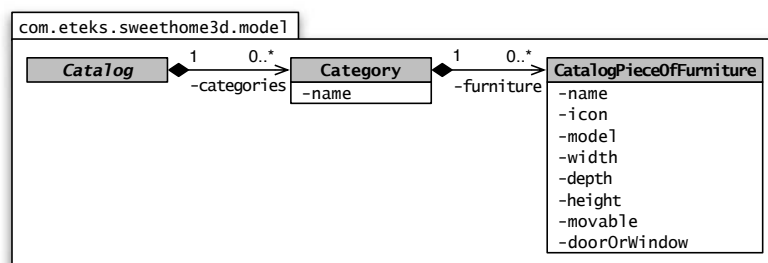 com.eteks.sweethome3d.model
Catalog
1
0..*
-categories
Category
-name
1
0..*
-furniture
CatalogPieceOfFurniture
-name
-icon
-model
-width
-depth
-height
-movable
-doorOrWindow